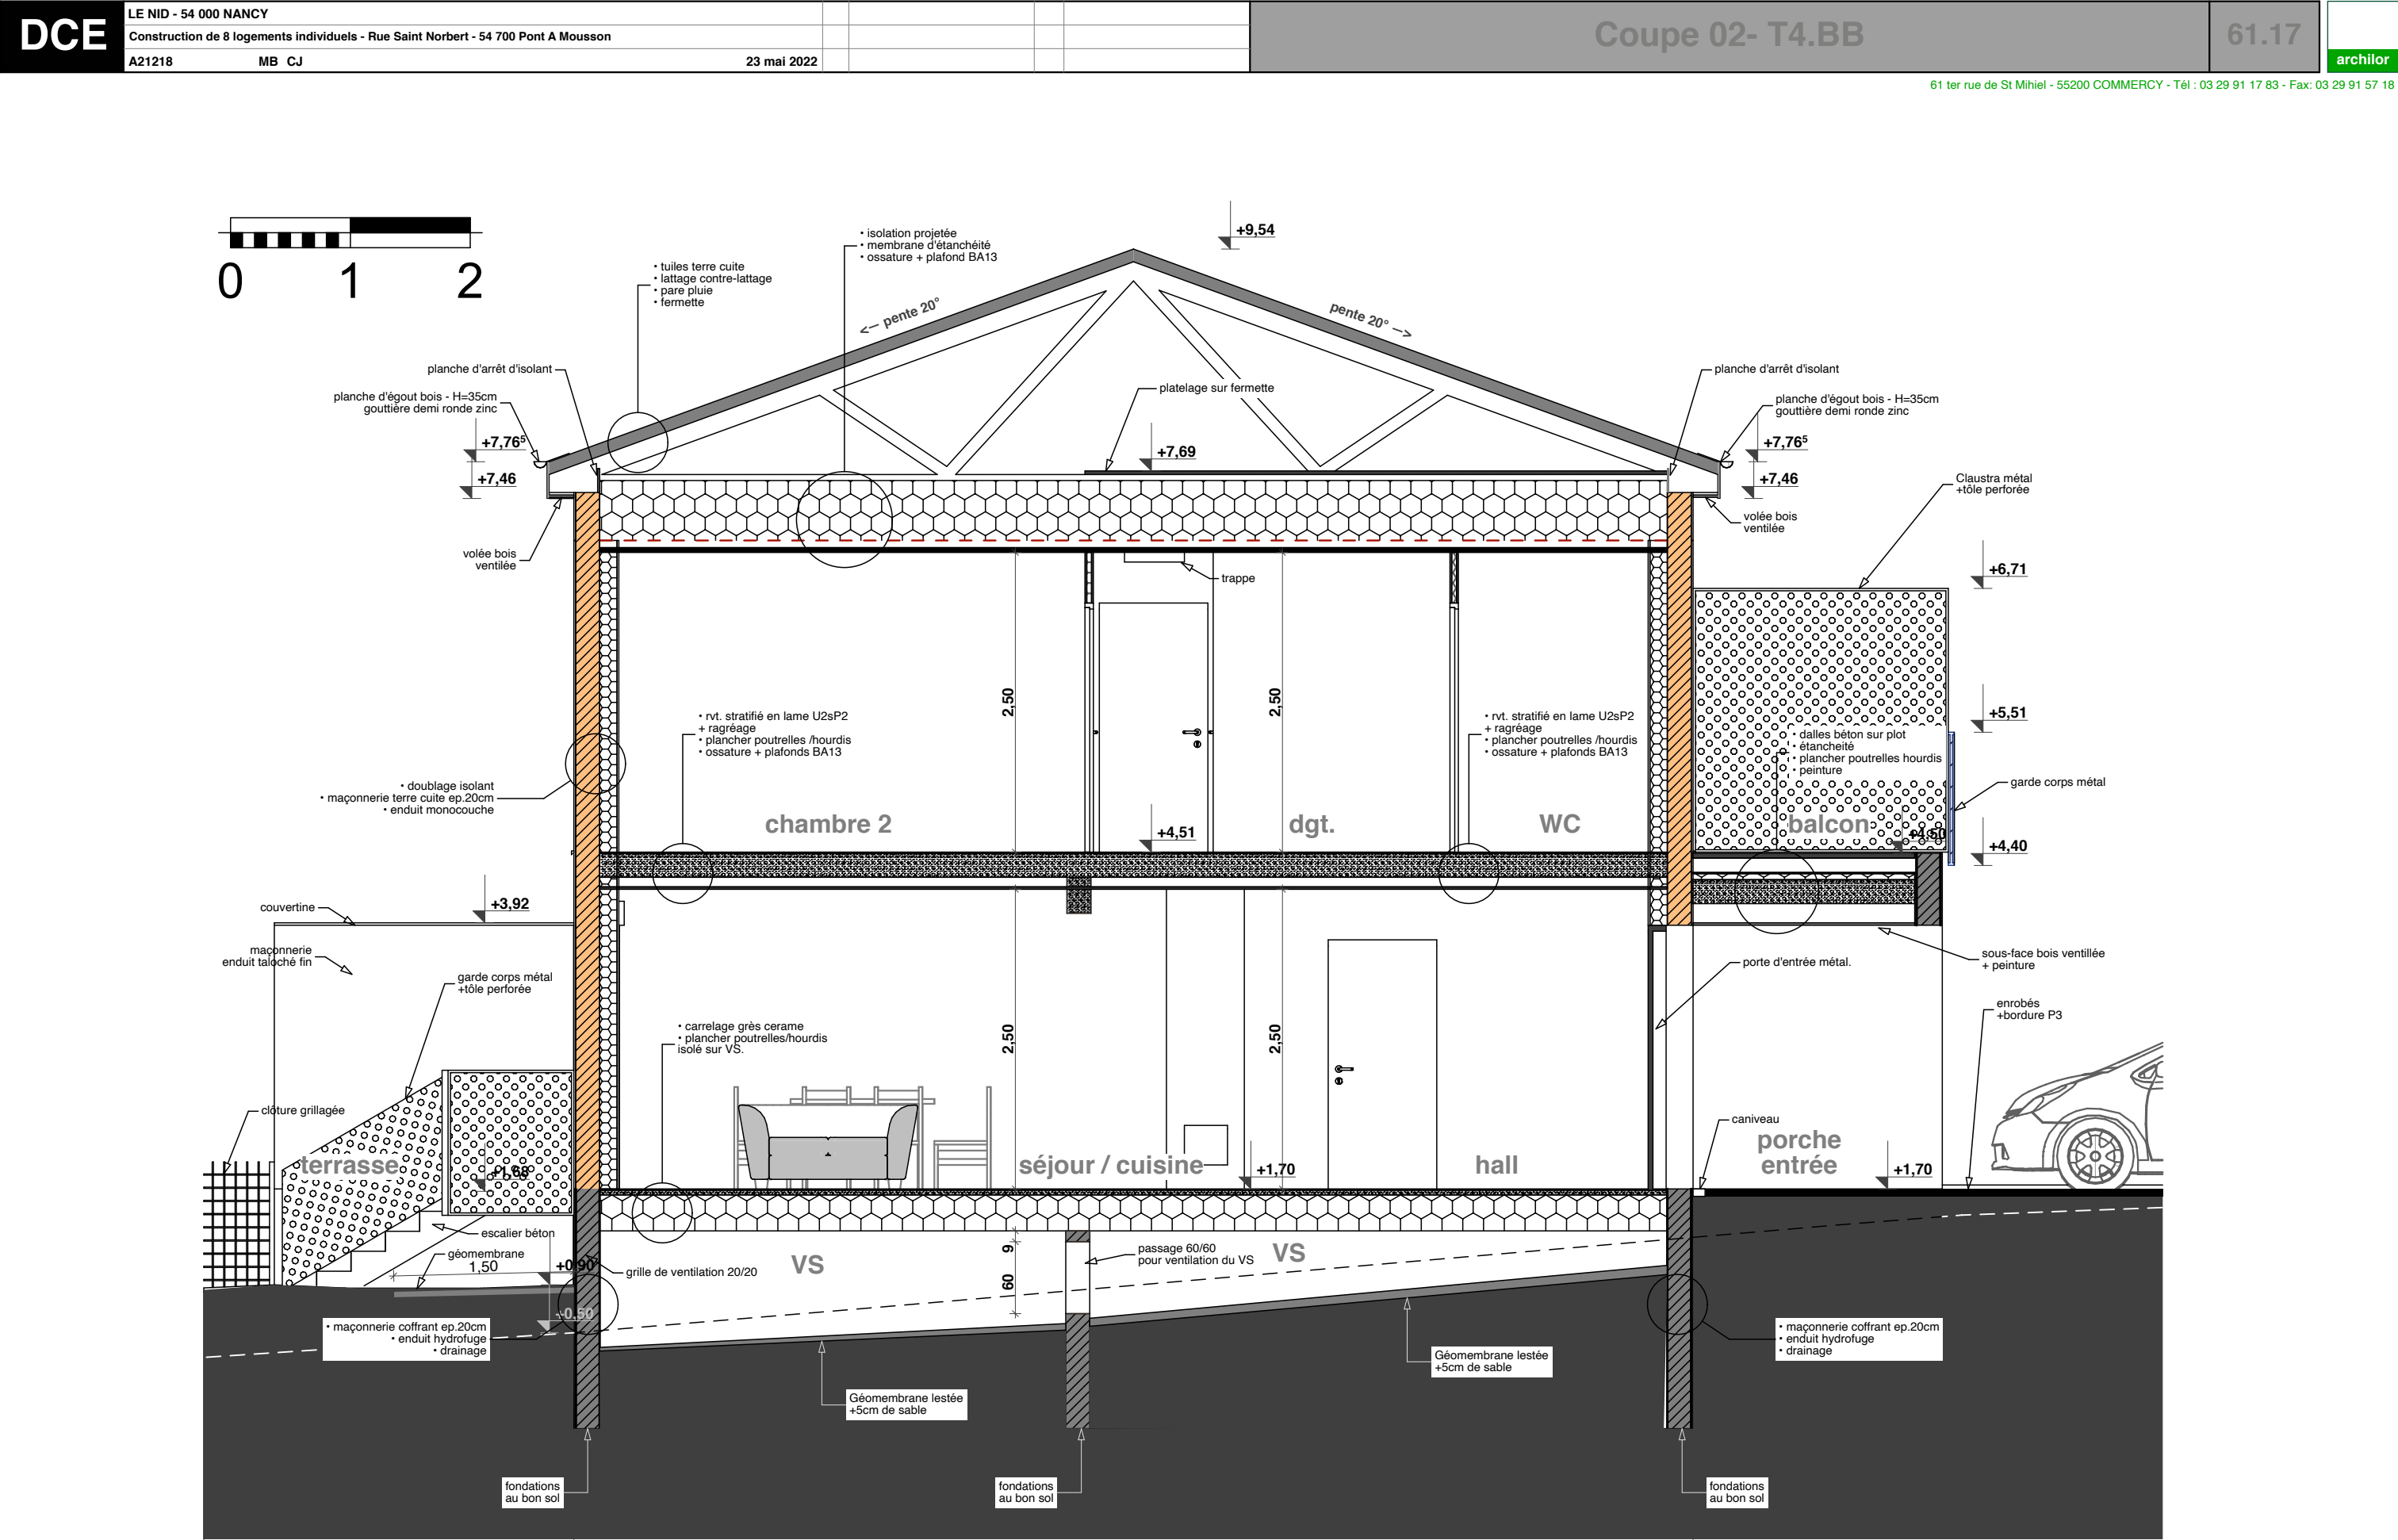 DCE
LE NID - 54 000 NANCY
Construction de 8 logements individuels - Rue Saint Norbert - 54 700 Pont A Mousson
A21218 MB CJ 23 mai 2022
Coupe 02- T4.BB
61.17
archilor
61 ter rue de St Mihiel - 55200 COMMERCY - Tél : 03 29 91 17 83 - Fax: 03 29 91 57 18
0 1 2
• tuiles terre cuite
• lattage contre-lattage
• pare pluie
• fermette
• isolation projetée
• membrane d'étanchéité
• ossature + plafond BA13
+9,54
<— pente 20°
pente 20° —>
planche d'arrêt d'isolant
planche d'égout bois - H=35cm
gouttière demi ronde zinc
+7,76⁵
+7,46
volée bois
ventilée
platelage sur fermette
+7,69
planche d'arrêt d'isolant
planche d'égout bois - H=35cm
gouttière demi ronde zinc
+7,76⁵
+7,46
volée bois
ventilée
Claustra métal
+tôle perforée
+6,71
+5,51
trappe
2,50
2,50
• rvt. stratifié en lame U2sP2
+ ragréage
• plancher poutrelles /hourdis
• ossature + plafonds BA13
• rvt. stratifié en lame U2sP2
+ ragréage
• plancher poutrelles /hourdis
• ossature + plafonds BA13
• dalles béton sur plot
• étancheité
• plancher poutrelles hourdis
• peinture
garde corps métal
• doublage isolant
• maçonnerie terre cuite ep.20cm
• enduit monocouche
chambre 2
+4,51
dgt.
WC
balcon
+4,50
+4,40
couvertine
+3,92
maçonnerie
enduit taloché fin
garde corps métal
+tôle perforée
porte d'entrée métal.
sous-face bois ventillée
+ peinture
enrobés
+bordure P3
• carrelage grès cerame
• plancher poutrelles/hourdis
isolé sur VS.
2,50
2,50
clôture grillagée
caniveau
terrasse
+1,68
séjour / cuisine
+1,70
hall
porche
entrée
+1,70
escalier béton
géomembrane
1,50
+0,90
+0,50
grille de ventilation 20/20
VS
9
60
passage 60/60
pour ventilation du VS
VS
• maçonnerie coffrant ep.20cm
• enduit hydrofuge
• drainage
• maçonnerie coffrant ep.20cm
• enduit hydrofuge
• drainage
Géomembrane lestée
+5cm de sable
Géomembrane lestée
+5cm de sable
fondations
au bon sol
fondations
au bon sol
fondations
au bon sol